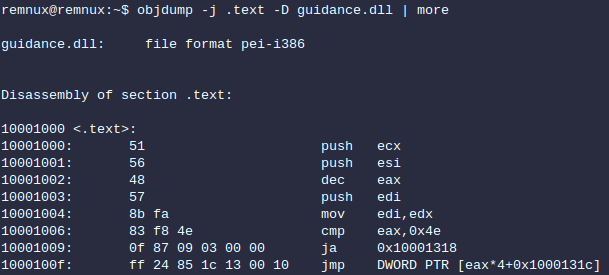 remnux@remnux:~$ objdump -j .text -D guidance.dll | more
guidance.dll:     file format pei-i386
Disassembly of section .text:
10001000 <.text>:
10001000:       51                      push   ecx
10001001:       56                      push   esi
10001002:       48                      dec    eax
10001003:       57                      push   edi
10001004:       8b fa                   mov    edi,edx
10001006:       83 f8 4e                cmp    eax,0x4e
10001009:       0f 87 09 03 00 00       ja     0x10001318
1000100f:       ff 24 85 1c 13 00 10    jmp    DWORD PTR [eax*4+0x1000131c]